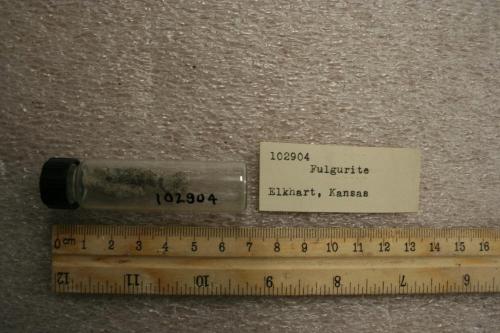 102904
Fulgurite
Elkhart, Kansas
102904
0 cm 1 2 3 4 5 6 7 8 9 10 11 12 13 14 15 16
12 11 10 9 8 7 6